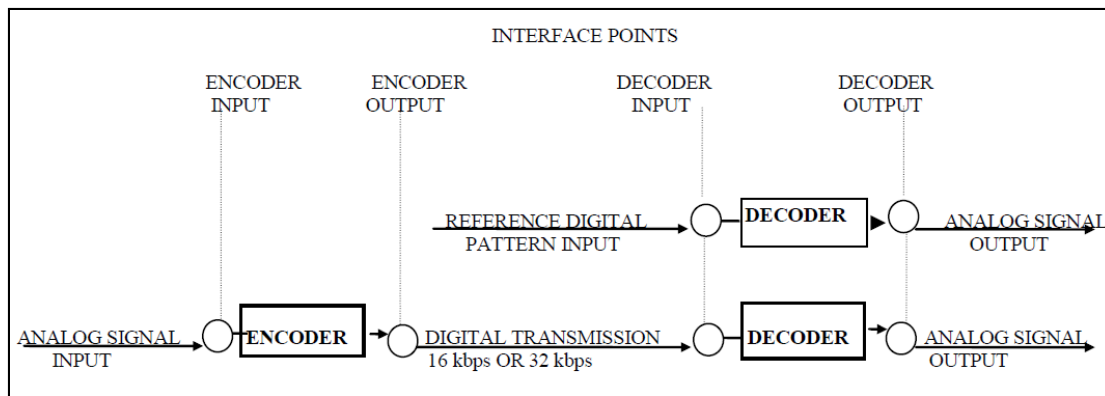 INTERFACE POINTS
ENCODER
INPUT
ENCODER
OUTPUT
DECODER
INPUT
DECODER
OUTPUT
REFERENCE DIGITAL
PATTERN INPUT
DECODER
ANALOG SIGNAL
OUTPUT
ANALOG SIGNAL
INPUT
ENCODER
DIGITAL TRANSMISSION
16 kbps OR 32 kbps
DECODER
ANALOG SIGNAL
OUTPUT